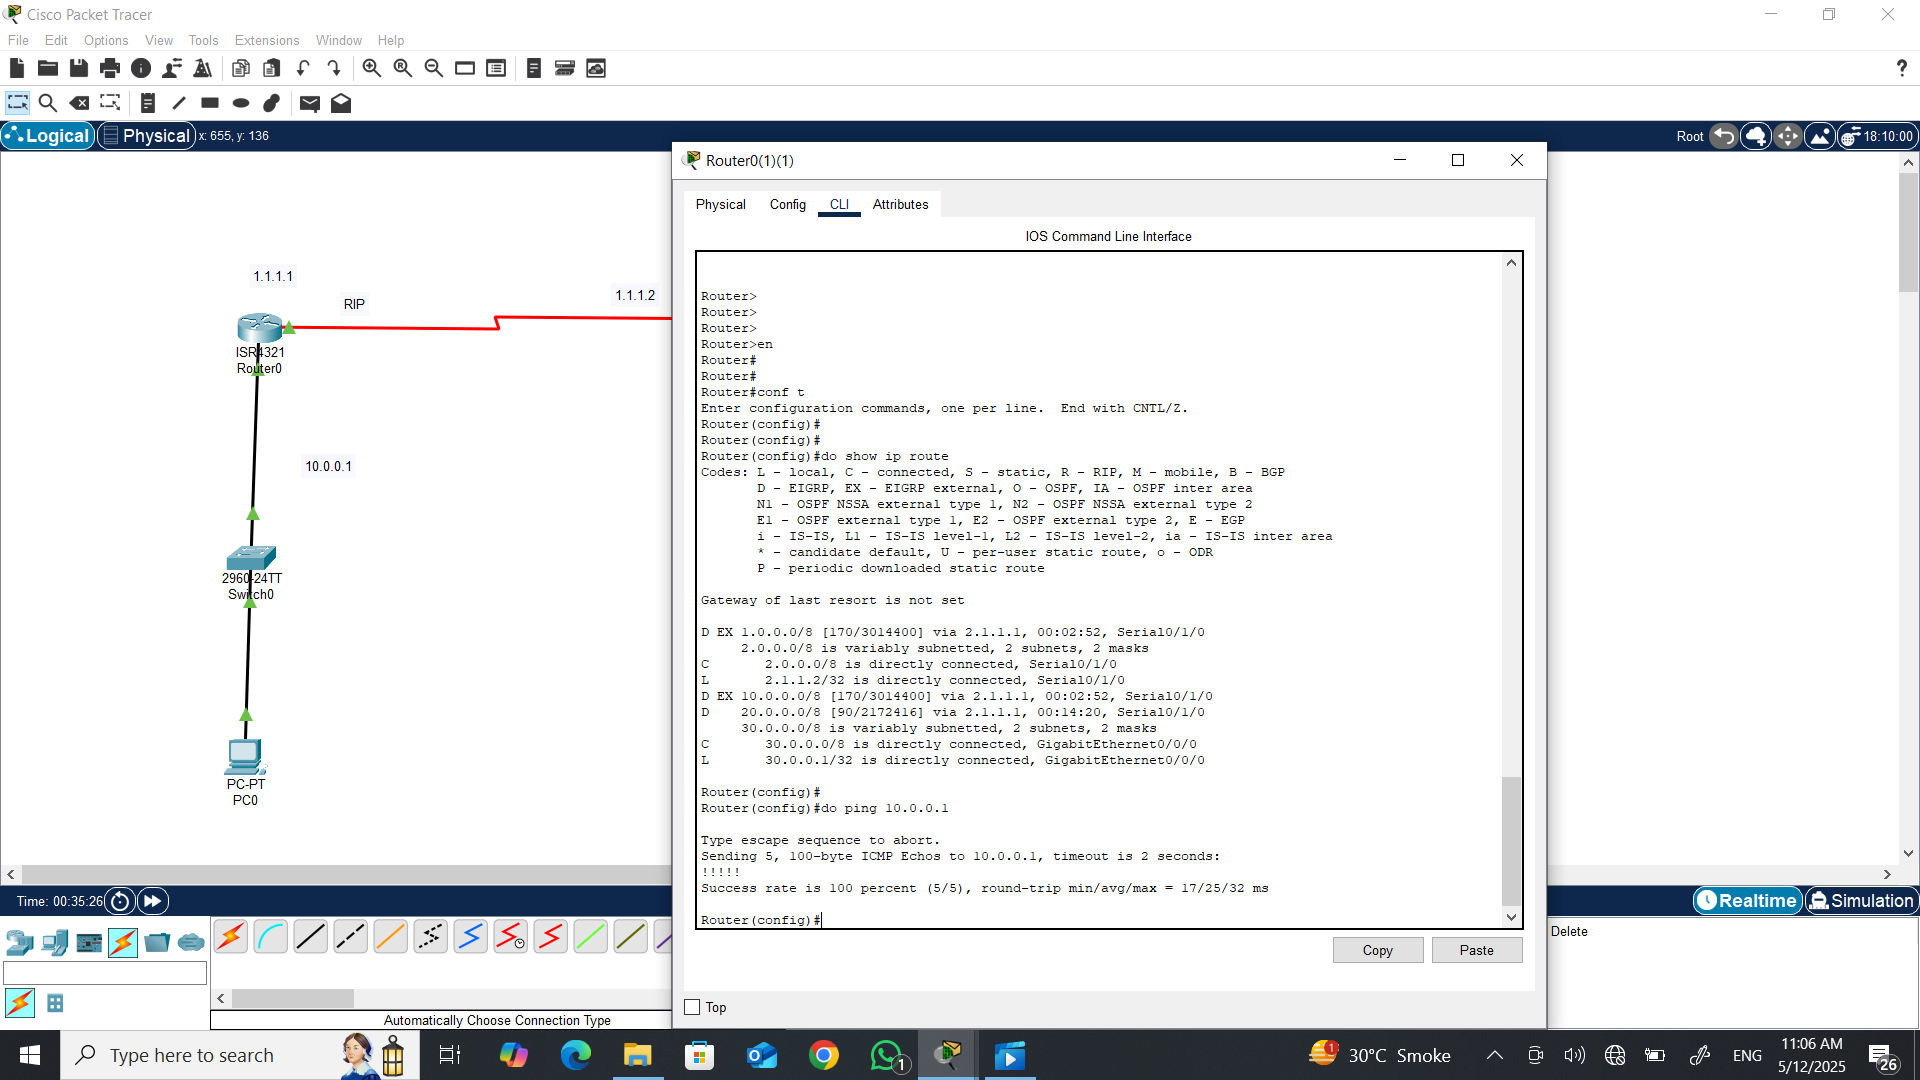 Cisco Packet Tracer
File Edit Options View Tools Extensions Window Help
?
Logical Physical x: 655, y: 136
Root 18:10:00
1.1.1.1
RIP
1.1.1.2
ISR4321
Router0
10.0.0.1
2960-24TT
Switch0
PC-PT
PC0
Router0(1)(1)
Physical Config CLI Attributes
IOS Command Line Interface
Router>
Router>
Router>
Router>en
Router#
Router#
Router#conf t
Enter configuration commands, one per line. End with CNTL/Z.
Router(config)#
Router(config)#
Router(config)#do show ip route
Codes: L - local, C - connected, S - static, R - RIP, M - mobile, B - BGP
D - EIGRP, EX - EIGRP external, O - OSPF, IA - OSPF inter area
N1 - OSPF NSSA external type 1, N2 - OSPF NSSA external type 2
E1 - OSPF external type 1, E2 - OSPF external type 2, E - EGP
i - IS-IS, L1 - IS-IS level-1, L2 - IS-IS level-2, ia - IS-IS inter area
* - candidate default, U - per-user static route, o - ODR
P - periodic downloaded static route
Gateway of last resort is not set
D EX 1.0.0.0/8 [170/3014400] via 2.1.1.1, 00:02:52, Serial0/1/0
2.0.0.0/8 is variably subnetted, 2 subnets, 2 masks
C 2.0.0.0/8 is directly connected, Serial0/1/0
L 2.1.1.2/32 is directly connected, Serial0/1/0
D EX 10.0.0.0/8 [170/3014400] via 2.1.1.1, 00:02:52, Serial0/1/0
D 20.0.0.0/8 [90/2172416] via 2.1.1.1, 00:14:20, Serial0/1/0
30.0.0.0/8 is variably subnetted, 2 subnets, 2 masks
C 30.0.0.0/8 is directly connected, GigabitEthernet0/0/0
L 30.0.0.1/32 is directly connected, GigabitEthernet0/0/0
Router(config)#
Router(config)#do ping 10.0.0.1
Type escape sequence to abort.
Sending 5, 100-byte ICMP Echos to 10.0.0.1, timeout is 2 seconds:
!!!!!
Success rate is 100 percent (5/5), round-trip min/avg/max = 17/25/32 ms
Router(config)#
Copy Paste
Top
Time: 00:35:26
Realtime Simulation
Delete
Automatically Choose Connection Type
Type here to search
1
1
30°C Smoke
ENG
11:06 AM
5/12/2025
26